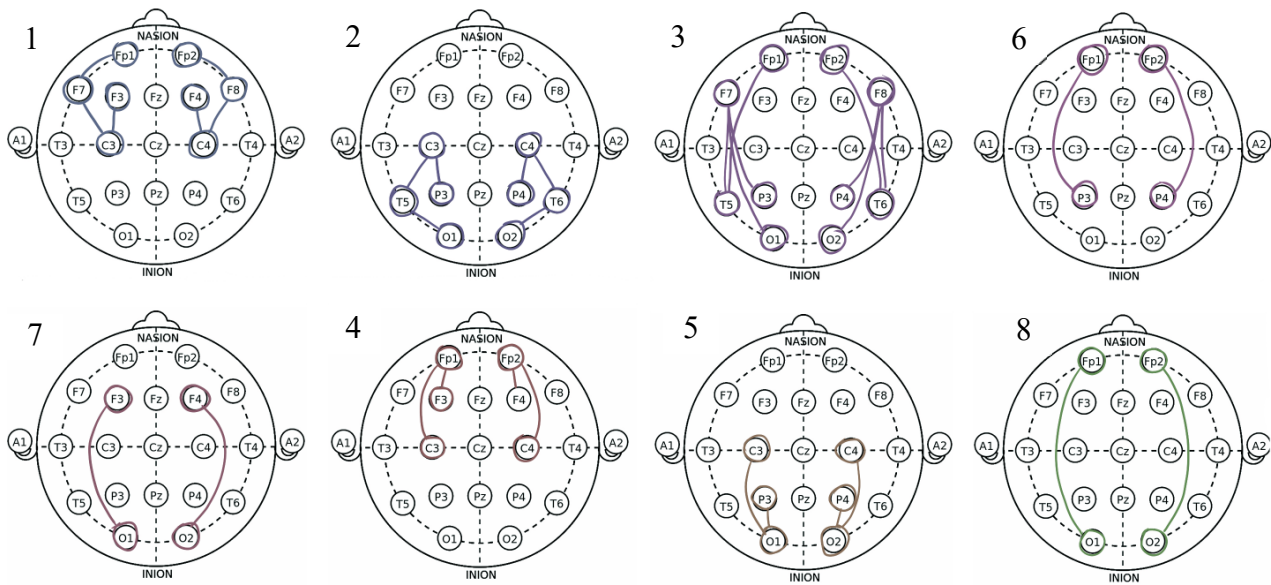 1
NASION
Fp1 Fp2
F7 F3 Fz F4 F8
A1 T3 C3 Cz C4 T4 A2
T5 P3 Pz P4 T6
O1 O2
INION
2
NASION
Fp1 Fp2
F7 F3 Fz F4 F8
T3 C3 Cz C4 T4
T5 P3 Pz P4 T6
O1 O2
INION
3
NASION
Fp1 Fp2
F7 F3 Fz F4 F8
A1 T3 C3 Cz C4 T4 A2
T5 P3 Pz P4 T6
O1 O2
INION
6
NASION
Fp1 Fp2
F7 F3 Fz F4 F8
T3 C3 Cz C4 T4 A2
T5 P3 Pz P4 T6
O1 O2
INION
7
NASION
Fp1 Fp2
F7 F3 Fz F4 F8
A1 T3 C3 Cz C4 T4 A2
T5 P3 Pz P4 T6
O1 O2
INION
4
NASION
Fp1 Fp2
F7 F3 Fz F4 F8
T3 C3 Cz C4 T4
T5 P3 Pz P4 T6
O1 O2
INION
5
NASION
Fp1 Fp2
F7 F3 Fz F4 F8
A1 T3 C3 Cz C4 T4 A2
T5 P3 Pz P4 T6
O1 O2
INION
8
NASION
Fp1 Fp2
F7 F3 Fz F4 F8
T3 C3 Cz C4 T4 A2
T5 P3 Pz P4 T6
O1 O2
INION